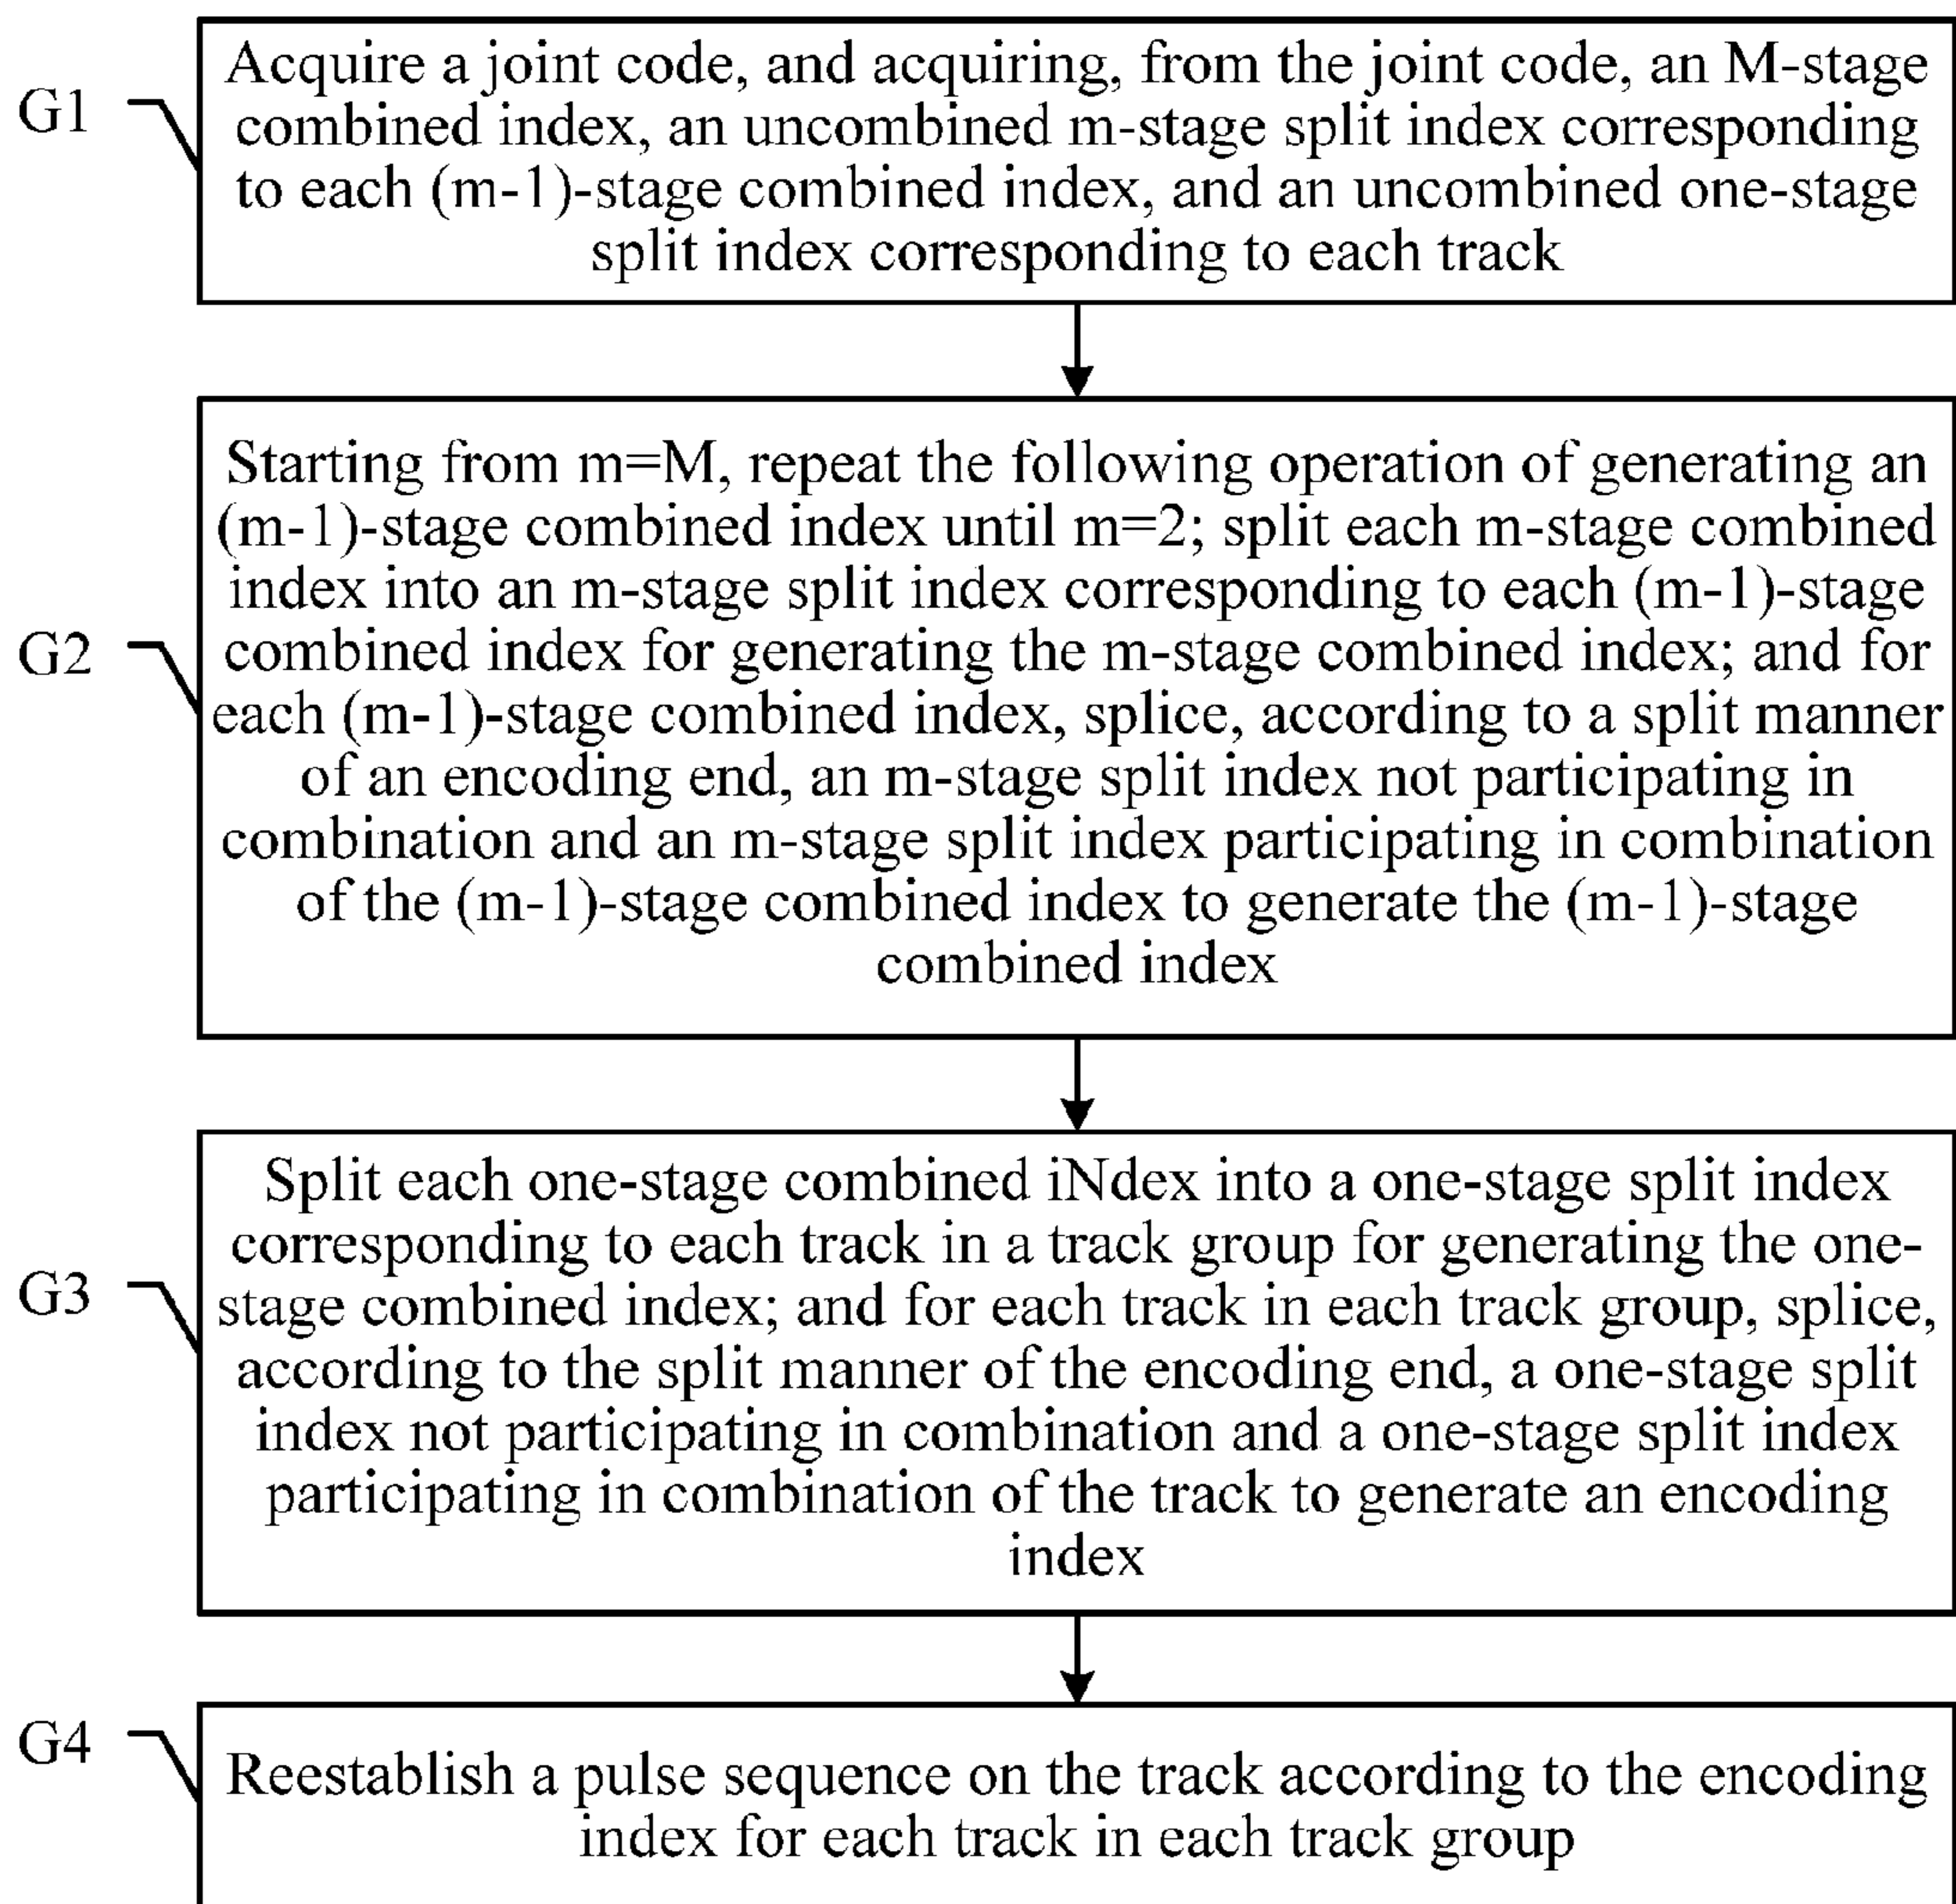 G1
Acquire a joint code, and acquiring, from the joint code, an M-stage
combined index, an uncombined m-stage split index corresponding
to each (m-1)-stage combined index, and an uncombined one-stage
split index corresponding to each track
G2
Starting from m=M, repeat the following operation of generating an
(m-1)-stage combined index until m=2; split each m-stage combined
index into an m-stage split index corresponding to each (m-1)-stage
combined index for generating the m-stage combined index; and for
each (m-1)-stage combined index, splice, according to a split manner
of an encoding end, an m-stage split index not participating in
combination and an m-stage split index participating in combination
of the (m-1)-stage combined index to generate the (m-1)-stage
combined index
G3
Split each one-stage combined iNdex into a one-stage split index
corresponding to each track in a track group for generating the one-
stage combined index; and for each track in each track group, splice,
according to the split manner of the encoding end, a one-stage split
index not participating in combination and a one-stage split index
participating in combination of the track to generate an encoding
index
G4
Reestablish a pulse sequence on the track according to the encoding
index for each track in each track group